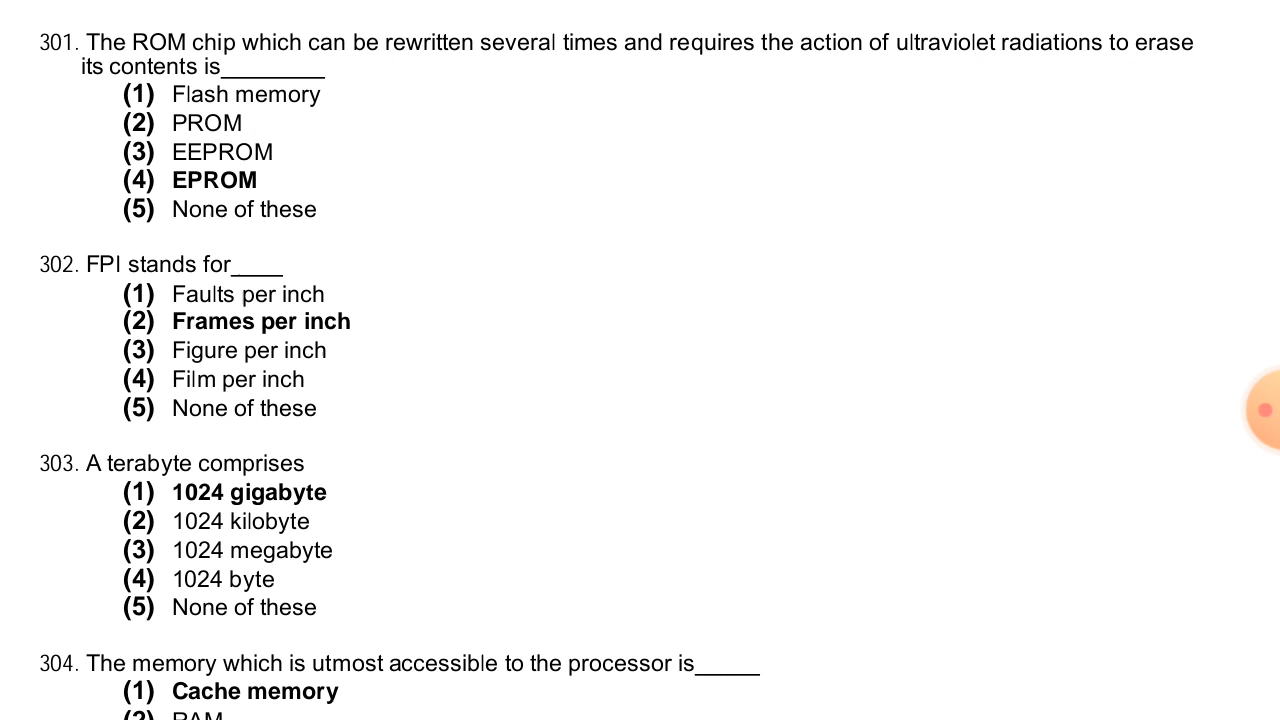 301. The ROM chip which can be rewritten several times and requires the action of ultraviolet radiations to erase
its contents is________
(1) Flash memory
(2) PROM
(3) EEPROM
(4) EPROM
(5) None of these
302. FPI stands for____
(1) Faults per inch
(2) Frames per inch
(3) Figure per inch
(4) Film per inch
(5) None of these
303. A terabyte comprises
(1) 1024 gigabyte
(2) 1024 kilobyte
(3) 1024 megabyte
(4) 1024 byte
(5) None of these
304. The memory which is utmost accessible to the processor is_____
(1) Cache memory
(2) RAM